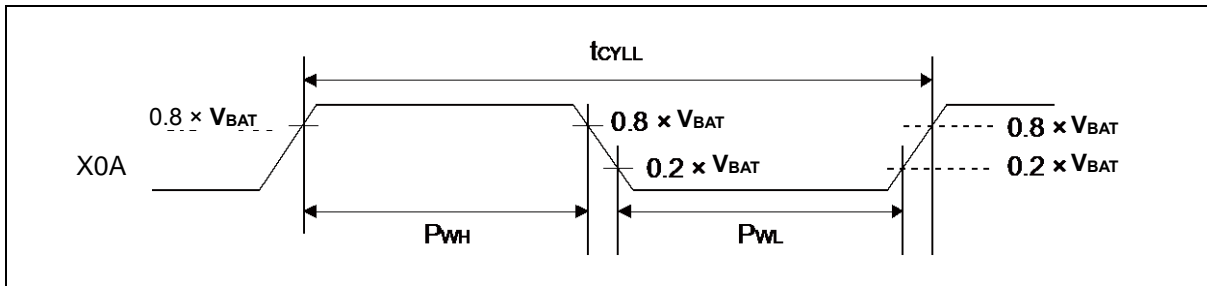 tCYLL
0.8 × VBAT
0.8 × VBAT
0.8 × VBAT
X0A
0.2 × VBAT
0.2 × VBAT
PWH
PWL